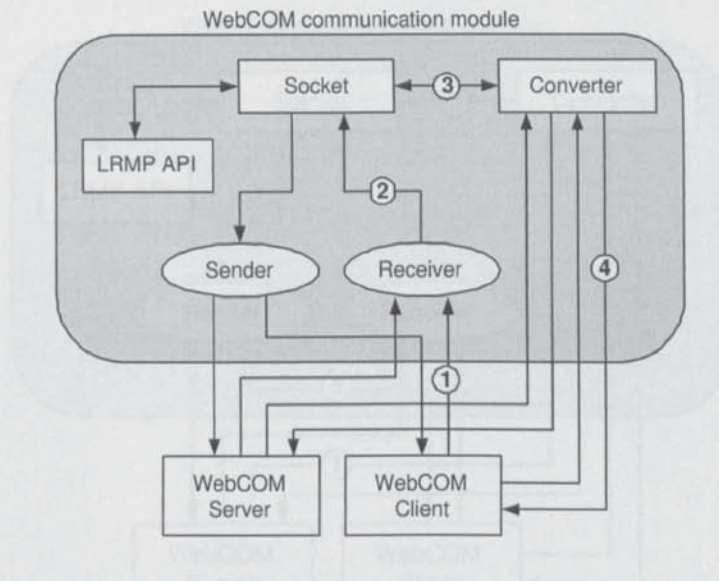 WebCOM communication module
Socket
3
Converter
LRMP API
2
Sender
Receiver
4
1
WebCOM
Server
WebCOM
Client